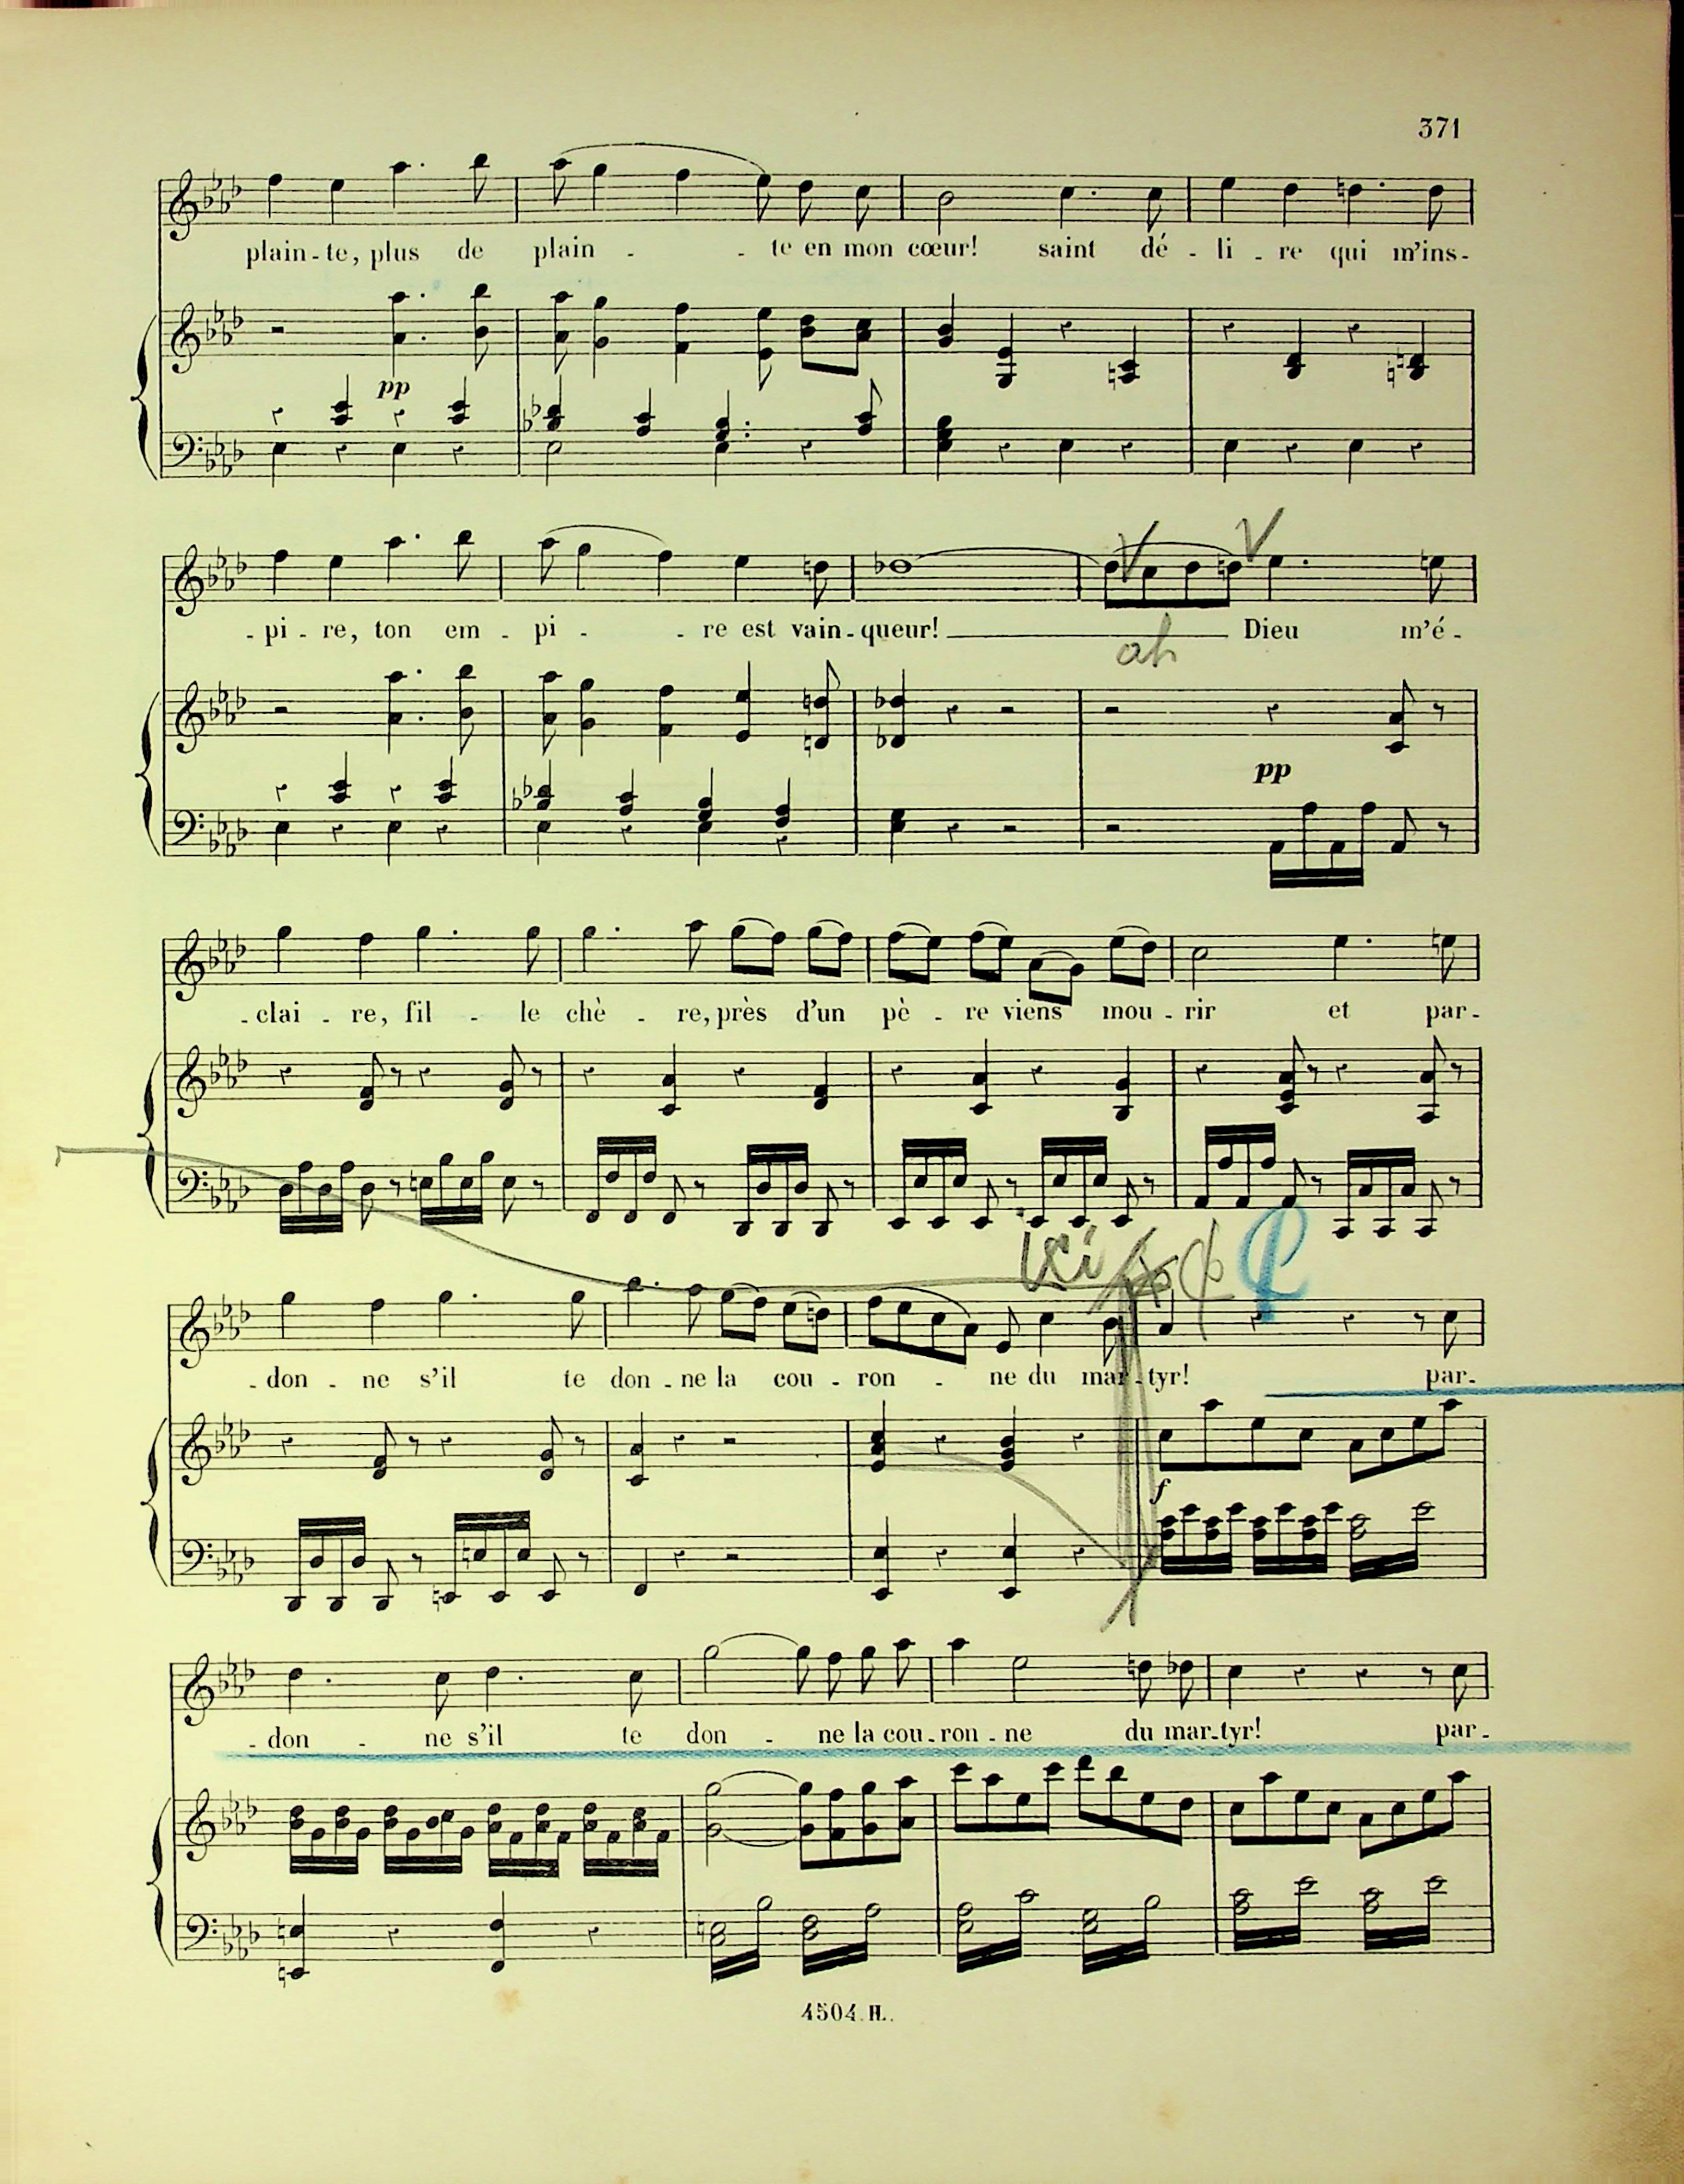 371
plain-te, plus de plain - - te en mon cœur! saint dé - li - re qui m'ins-
pp
- pi - re, ton em - pi - - re est vain-queur! Dieu m'é-
ah
pp
- clai - re, fil - le chè - re, près d'un pè - re viens mou - rir et par-
ici
- don - ne s'il te don - ne la cou - ron - ne du mar-tyr! par-
f
- don - ne s'il te don - ne la cou-ron - ne du mar-tyr! par-
4504. H.